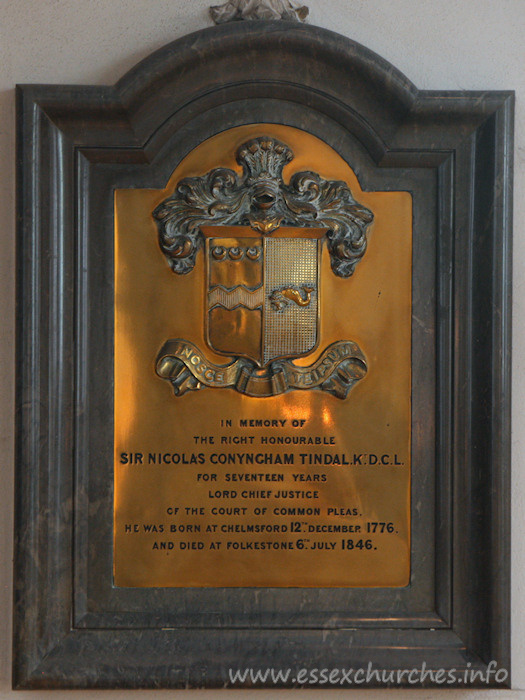 NOSCE TEIPSUM
IN MEMORY OF
THE RIGHT HONOURABLE
SIR NICOLAS CONYNGHAM TINDAL. KT. D.C.L.
FOR SEVENTEEN YEARS
LORD CHIEF JUSTICE
OF THE COURT OF COMMON PLEAS.
HE WAS BORN AT CHELMSFORD 12TH DECEMBER. 1776.
AND DIED AT FOLKESTONE 6TH JULY 1846.
www.essexchurches.info